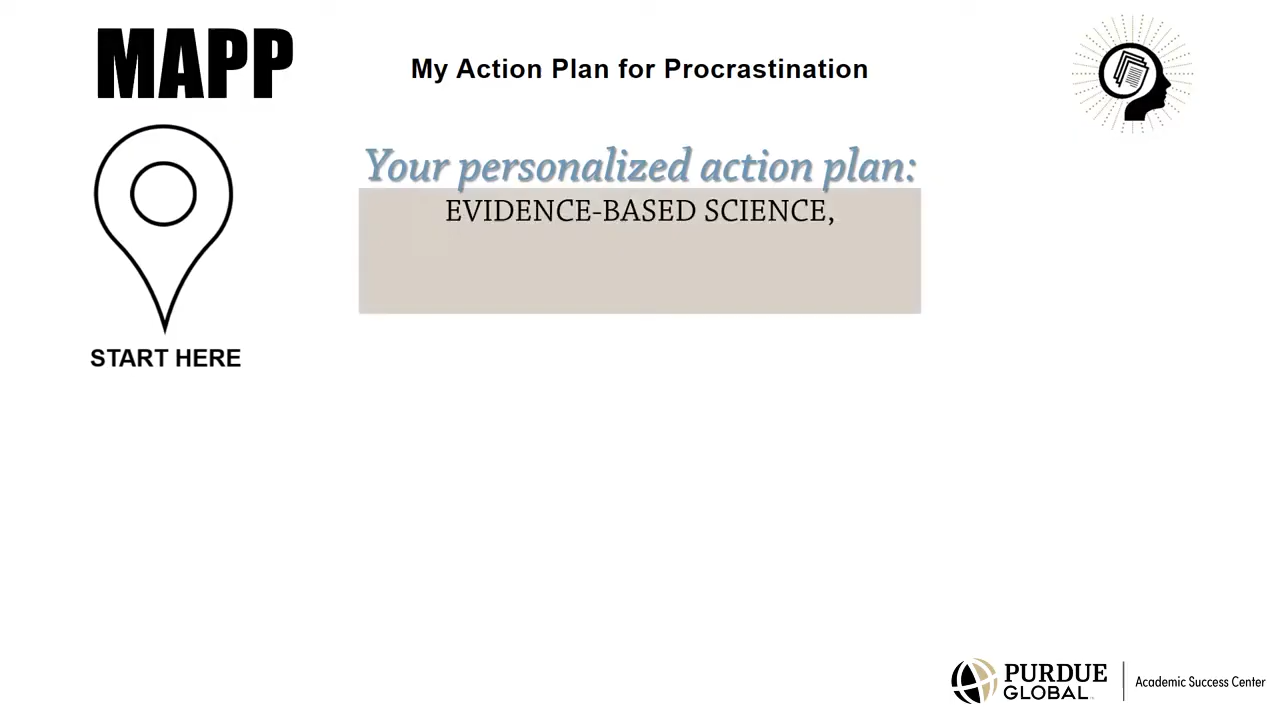 MAPP
My Action Plan for Procrastination
Your personalized action plan:
EVIDENCE-BASED SCIENCE,
START HERE
PURDUE
GLOBAL
Academic Success Center